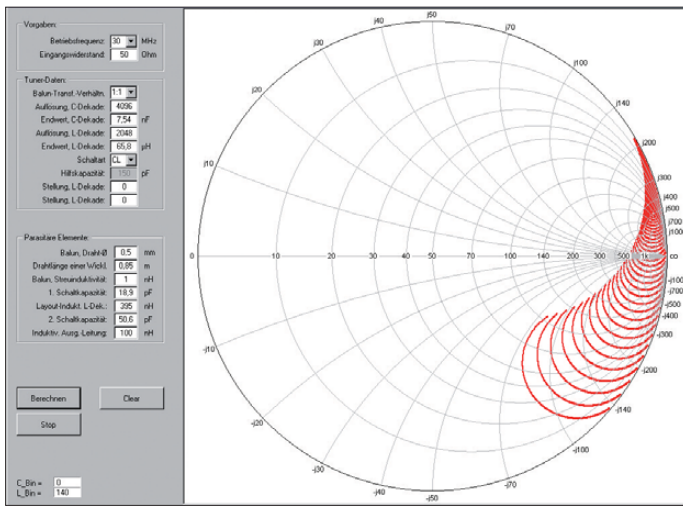 Vorgaben:
Betriebsfrequenz: 30 MHz
Eingangswiderstand: 50 Ohm
Tuner-Daten:
Balun-Transf.-Verhältn. 1:1
Auflösung, C-Dekade: 4096
Endwert, C-Dekade: 7,54 nF
Auflösung, L-Dekade: 2048
Endwert, L-Dekade: 65,8 µH
Schaltart: CL
Hilfskapazität: 150 pF
Stellung, L-Dekade: 0
Stellung, L-Dekade: 0
Parasitäre Elemente:
Balun, Draht-Ø 0,5 mm
Drahtlänge einer Wickl. 0,85 m
Balun, Streuinduktivität: 1 nH
1. Schaltkapazität: 18,9 pF
Layout-Indukt. L-Dek.: 395 nH
2. Schaltkapazität: 50,6 pF
Induktiv. Ausg.-Leitung: 100 nH
Berechnen
Clear
Stop
C_Bin = 0
L_Bin = 140
j50
j40
j70
j30
j100
j20
j140
j10
j200
j300
j400
j500
j700
j100
0 10 20 30 40 50 70 100 140 200 300 500 1k ∞
-j100
-j700
-j500
-j400
-j300
-j10
-j200
-j20
-j140
-j30
-j100
-j40
-j70
-j50